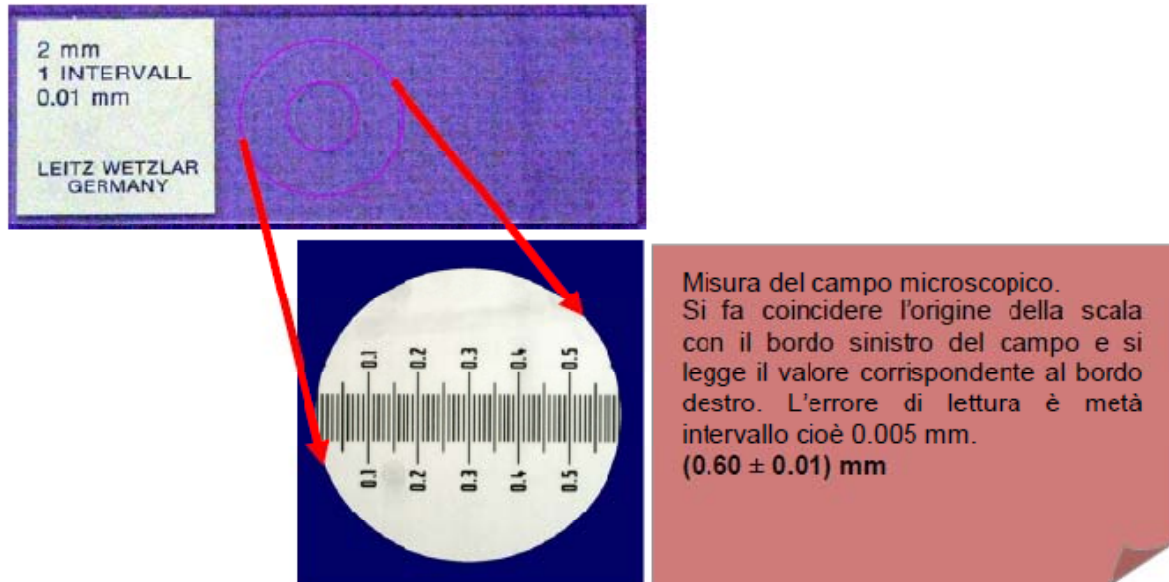 2 mm
1 INTERVALL
0.01 mm
LEITZ WETZLAR
GERMANY
0.1 0.2 0.3 0.4 0.5
0.1 0.2 0.3 0.4 0.5
Misura del campo microscopico.
Si fa coincidere l'origine della scala
con il bordo sinistro del campo e si
legge il valore corrispondente al bordo
destro. L'errore di lettura è metà
intervallo cioè 0.005 mm.
(0.60 ± 0.01) mm